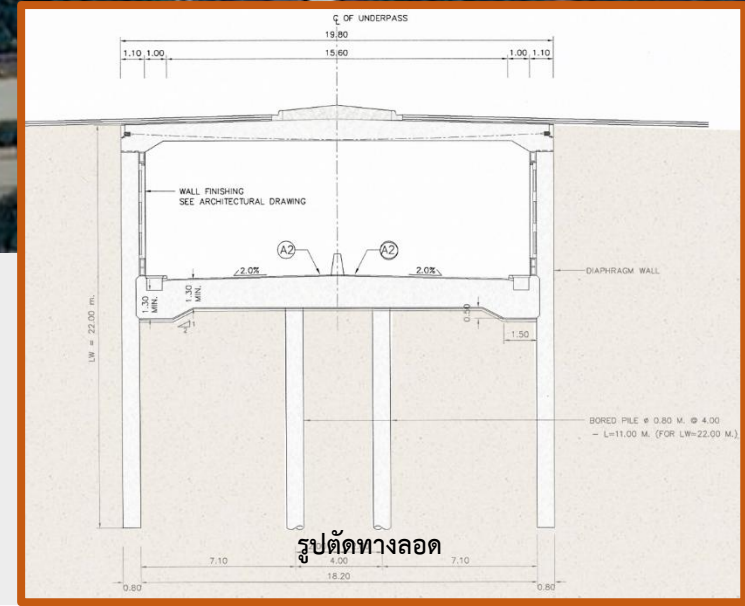 ℄ OF UNDERPASS
19.80
1.10 1.00 15.60 1.00 1.10
WALL FINISHING
SEE ARCHITECTURAL DRAWING
A2 A2
2.0% 2.0%
DIAPHRAGM WALL
1.30
MIN.
1.30
MIN.
0.50
2
1
1.50
LW = 22.00 m.
BORED PILE ø 0.80 M. @ 4.00
- L=11.00 M. (FOR LW=22.00 M.)
รูปตัดทางลอด
7.10 4.00 7.10
18.20
0.80 0.80